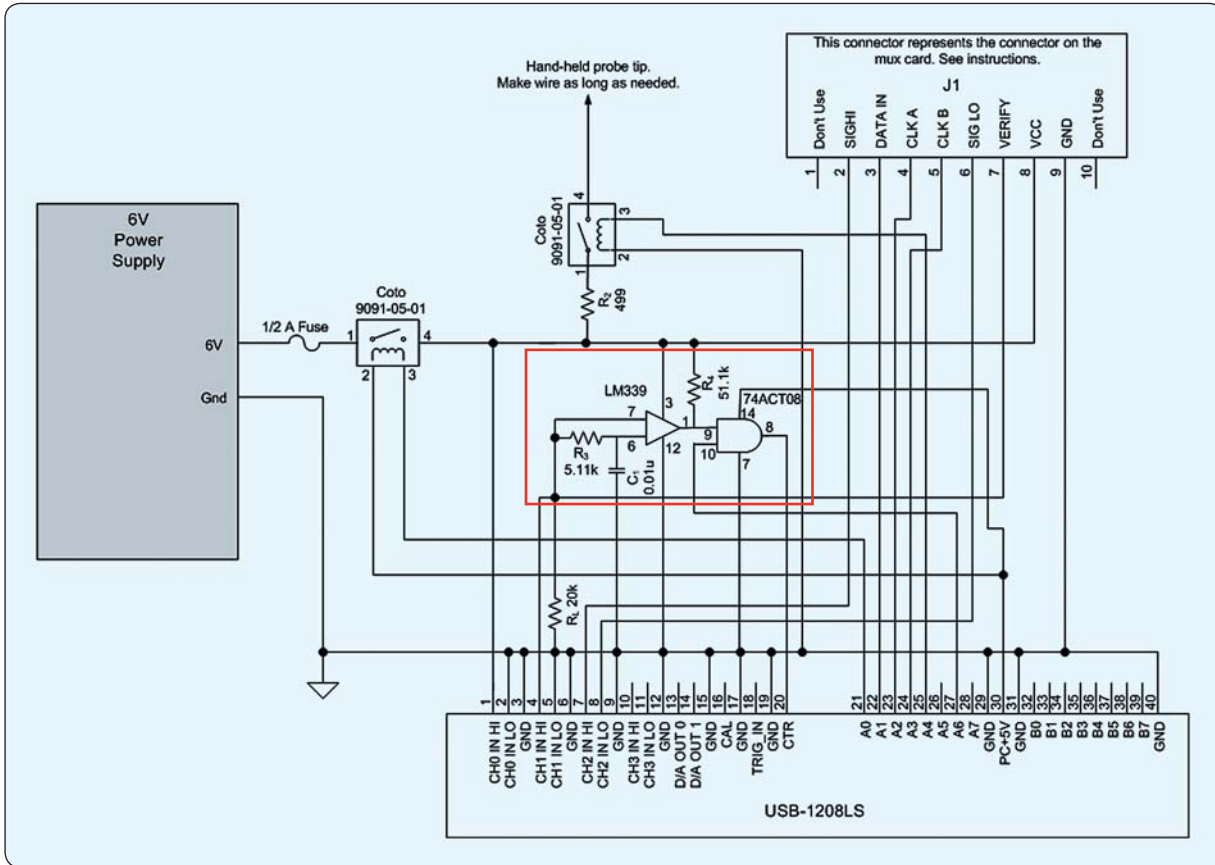 This connector represents the connector on the
mux card. See instructions.
J1
Don't Use
SIGHI
DATA IN
CLK A
CLK B
SIG LO
VERIFY
VCC
GND
Don't Use
1
2
3
4
5
6
7
8
9
10
Hand-held probe tip.
Make wire as long as needed.
4
3
Coto
9091-05-01
2
1
R2
499
6V
Power
Supply
6V
Gnd
1/2 A Fuse
Coto
9091-05-01
1
4
2
3
LM339
7
3
6
12
1
R3
5.11k
C1
0.01u
R4
51.1k
74ACT08
14
9
8
10
7
RL 20k
1
2
3
4
5
6
7
8
9
10
11
12
13
14
15
16
17
18
19
20
21
22
23
24
25
26
27
28
29
30
31
32
33
34
35
36
37
38
39
40
CH0 IN HI
CH0 IN LO
GND
CH1 IN HI
CH1 IN LO
GND
CH2 IN HI
CH2 IN LO
GND
CH3 IN HI
CH3 IN LO
GND
D/A OUT 0
D/A OUT 1
GND
CAL
GND
TRIG_IN
GND
CTR
A0
A1
A2
A3
A4
A5
A6
A7
GND
PC+5V
GND
B0
B1
B2
B3
B4
B5
B6
B7
GND
USB-1208LS